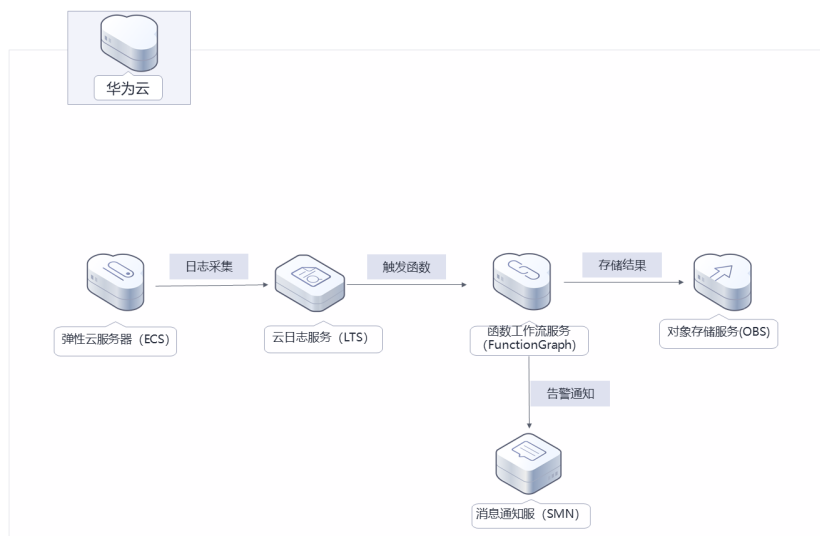 华为云
日志采集
触发函数
存储结果
弹性云服务器（ECS）
云日志服务（LTS）
函数工作流服务
（FunctionGraph）
对象存储服务(OBS)
告警通知
消息通知服（SMN）